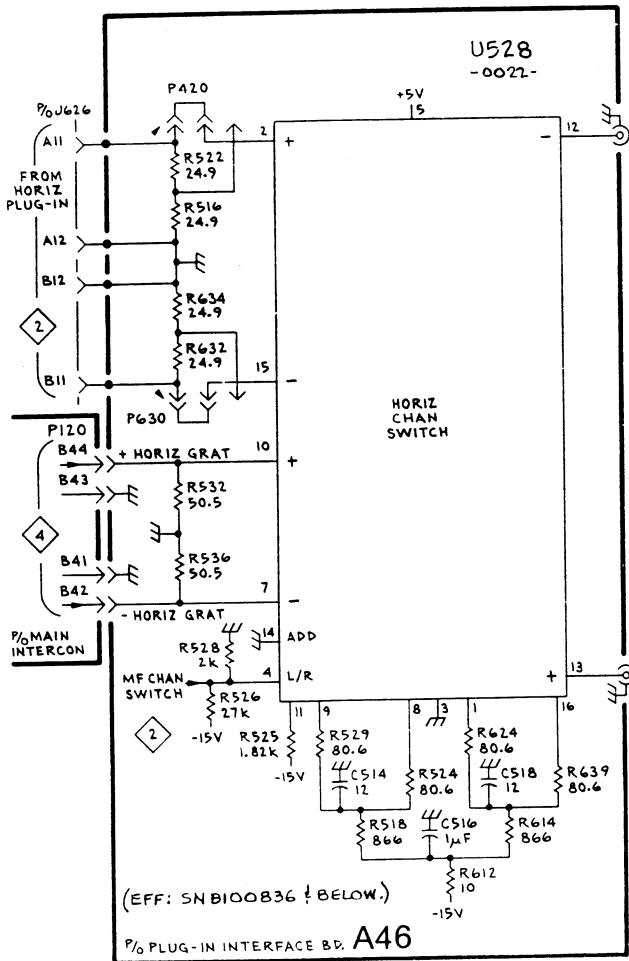 U528
-0022-
P420
P/O J626
+5V
5
A11
2
+
-
12
FROM
HORIZ
PLUG-IN
R522
24.9
R516
24.9
A12
B12
R634
24.9
2
R632
24.9
B11
15
-
P630
HORIZ
CHAN
SWITCH
P120
B44
+ HORIZ GRAT
10
+
B43
R532
50.5
4
R536
50.5
B41
B42
7
-
- HORIZ GRAT
14
ADD
P/O MAIN
INTERCON
R528
2K
MF CHAN
SWITCH
4
L/R
+
13
R526
27K
2
-15V
11
9
8
3
1
16
R525
1.82K
-15V
R529
80.6
R624
80.6
C514
12
R524
80.6
C518
12
R639
80.6
R518
866
C516
1μF
R614
866
R612
10
-15V
(EFF: SN B100836 & BELOW.)
P/O PLUG-IN INTERFACE BD. A46